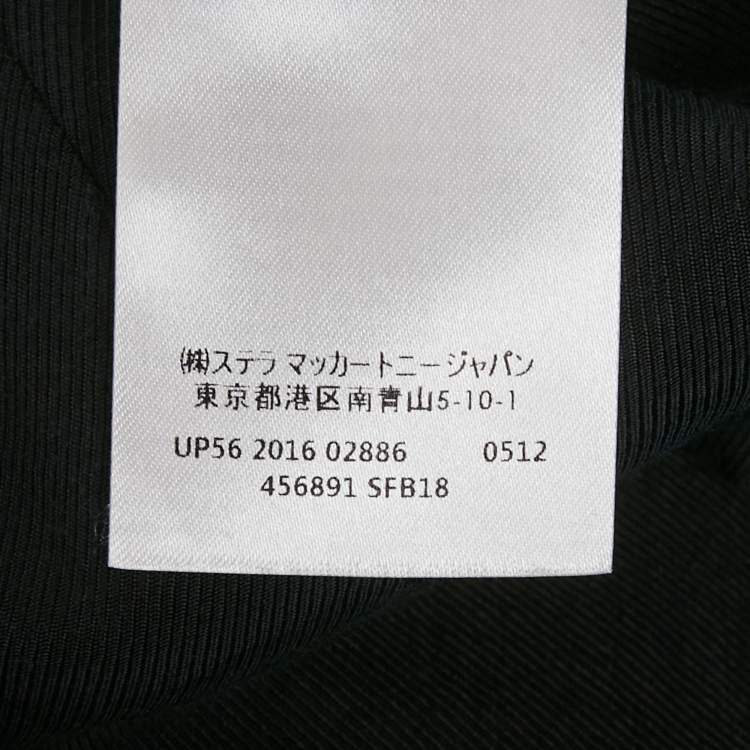 ㈱ステラ マッカートニージャパン
東京都港区南青山5-10-1
UP56 2016 02886 0512
456891 SFB18